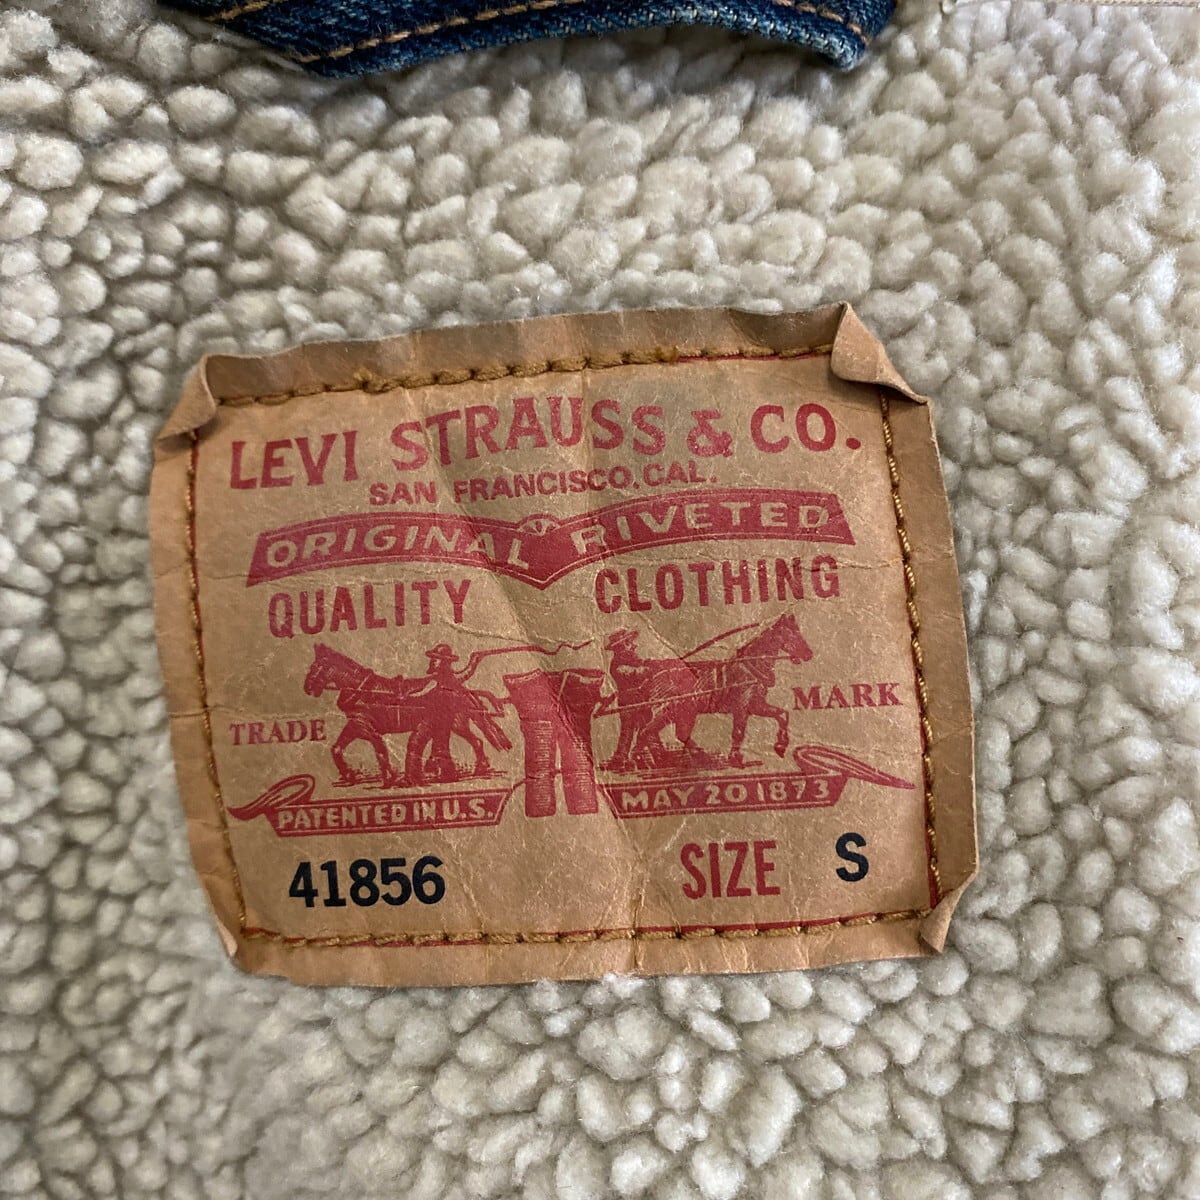 LEVI STRAUSS & CO.
SAN FRANCISCO, CAL.
ORIGINAL RIVETED
QUALITY CLOTHING
TRADE MARK
PATENTED IN U.S. MAY 20 1873
41856 SIZE S